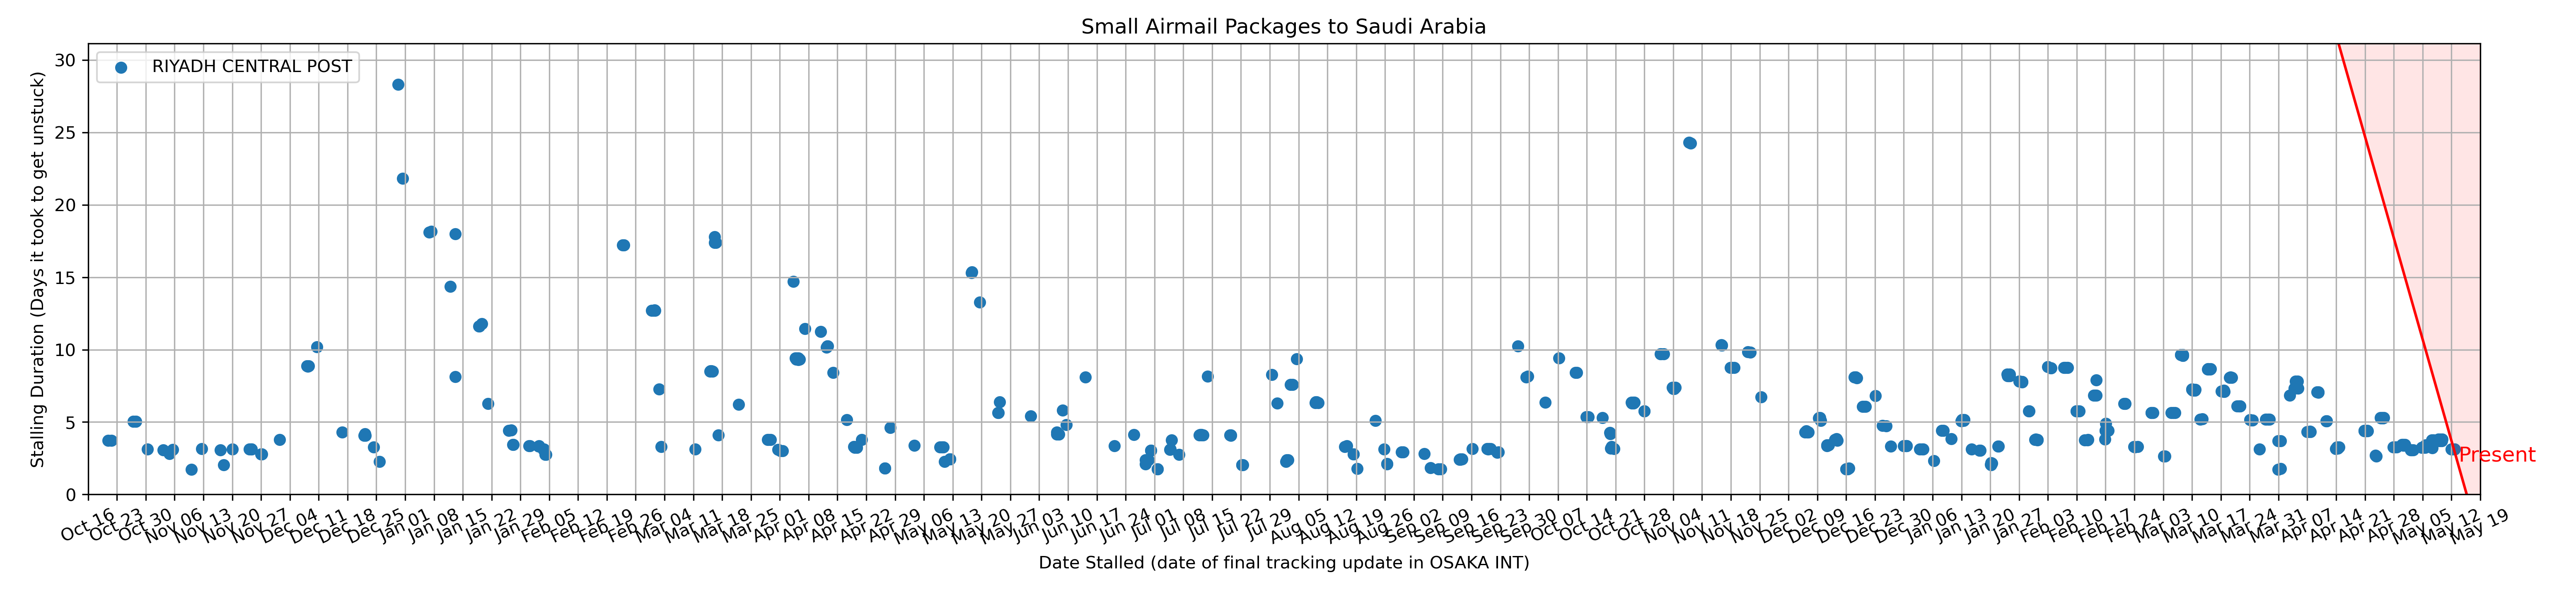 Small Airmail Packages to Saudi Arabia
RIYADH CENTRAL POST
Stalling Duration (Days it took to get unstuck)
30
25
20
15
10
5
0
Present
Oct 16
Oct 23
Oct 30
Nov 06
Nov 13
Nov 20
Nov 27
Dec 04
Dec 11
Dec 18
Dec 25
Jan 01
Jan 08
Jan 15
Jan 22
Jan 29
Feb 05
Feb 12
Feb 19
Feb 26
Mar 04
Mar 11
Mar 18
Mar 25
Apr 01
Apr 08
Apr 15
Apr 22
Apr 29
May 06
May 13
May 20
May 27
Jun 03
Jun 10
Jun 17
Jun 24
Jul 01
Jul 08
Jul 15
Jul 22
Jul 29
Aug 05
Aug 12
Aug 19
Aug 26
Sep 02
Sep 09
Sep 16
Sep 23
Sep 30
Oct 07
Oct 14
Oct 21
Oct 28
Nov 04
Nov 11
Nov 18
Nov 25
Dec 02
Dec 09
Dec 16
Dec 23
Dec 30
Jan 06
Jan 13
Jan 20
Jan 27
Feb 03
Feb 10
Feb 17
Feb 24
Mar 03
Mar 10
Mar 17
Mar 24
Mar 31
Apr 07
Apr 14
Apr 21
Apr 28
May 05
May 12
May 19
Date Stalled (date of final tracking update in OSAKA INT)